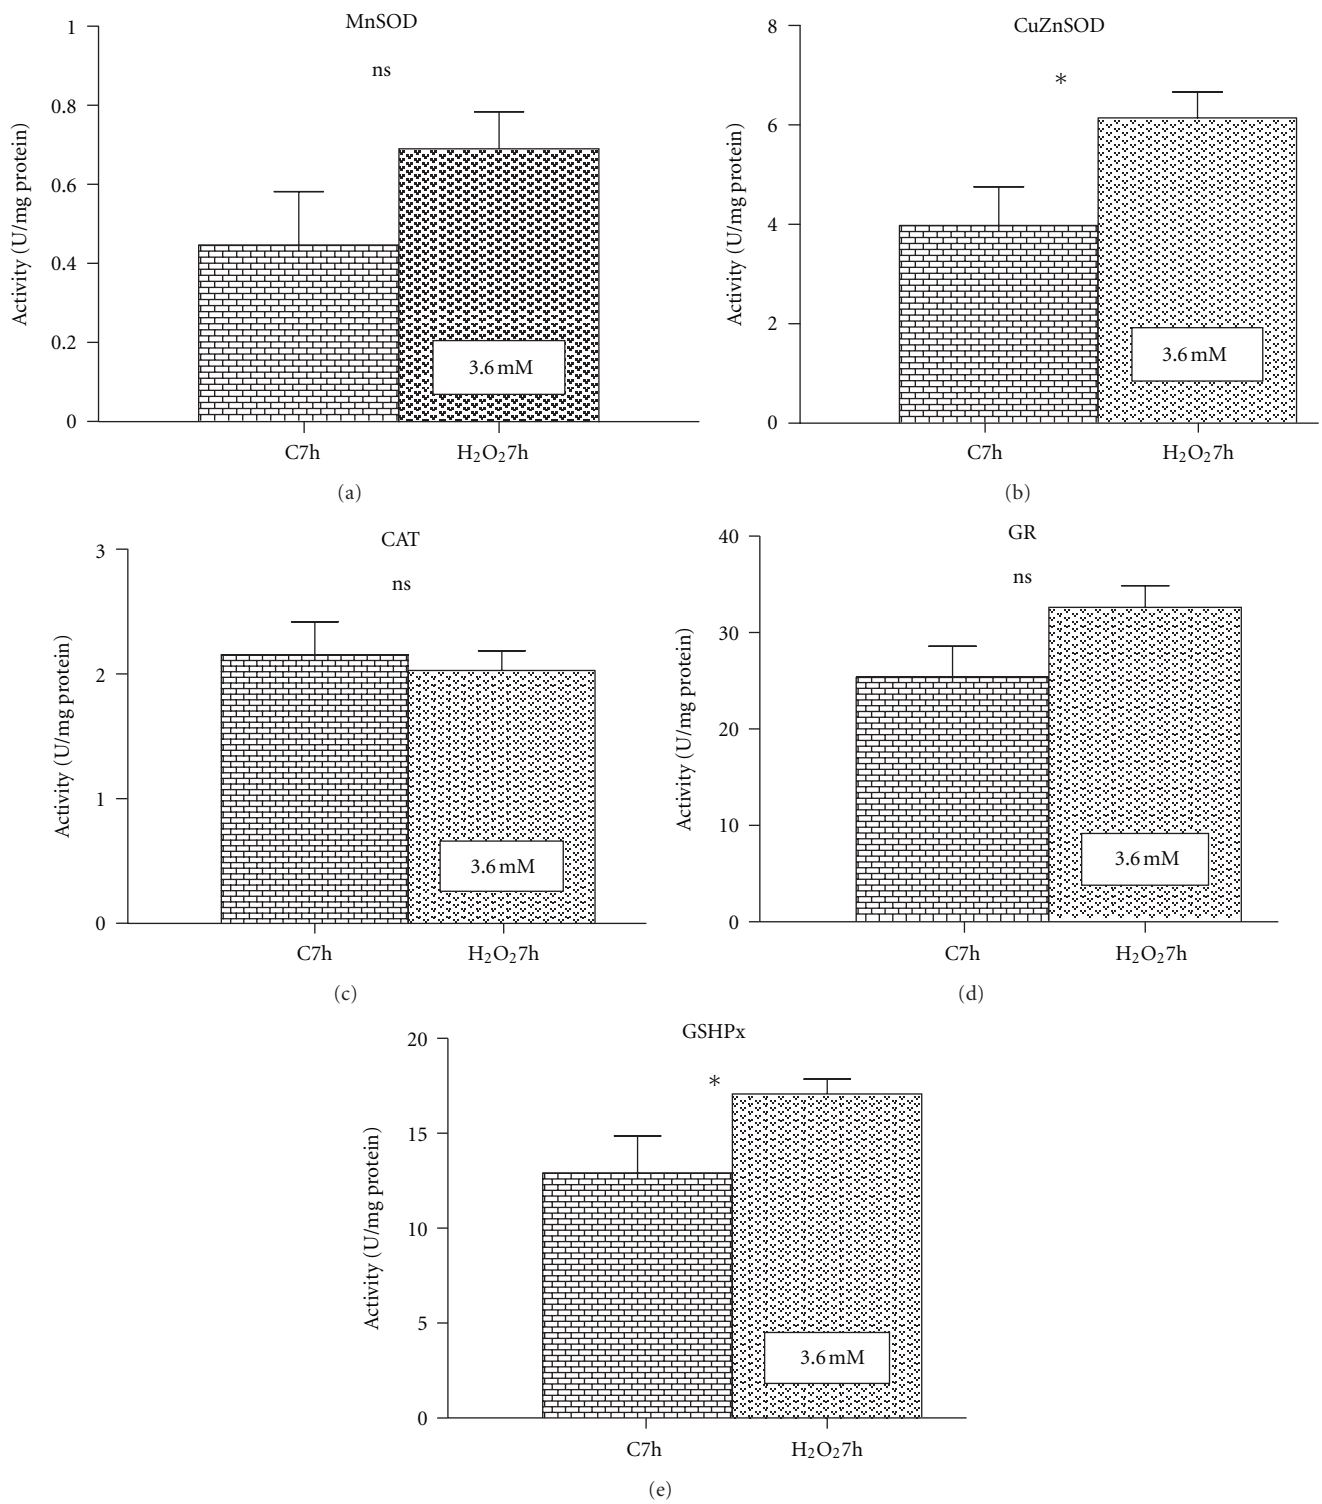 MnSOD
ns
1
0.8
0.6
0.4
0.2
0
Activity (U/mg protein)
3.6 mM
C7h
H₂O₂7h
(a)
CuZnSOD
*
8
6
4
2
0
Activity (U/mg protein)
3.6 mM
C7h
H₂O₂7h
(b)
CAT
ns
3
2
1
0
Activity (U/mg protein)
3.6 mM
C7h
H₂O₂7h
(c)
GR
ns
40
30
20
10
0
Activity (U/mg protein)
3.6 mM
C7h
H₂O₂7h
(d)
GSHPx
*
20
15
10
5
0
Activity (U/mg protein)
3.6 mM
C7h
H₂O₂7h
(e)